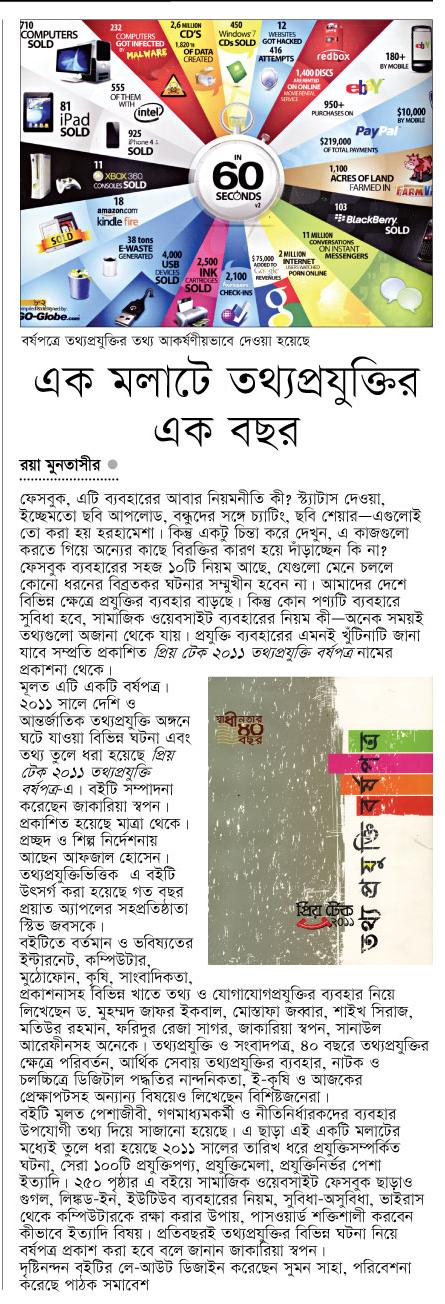 710
COMPUTERS
SOLD
232
COMPUTERS
GOT INFECTED
BY MALWARE
2,6 MILLION
CD'S
1.820 TB
OF DATA
CREATED
450
Windows 7
CDs SOLD
12
WEBSITES
GOT HACKED
416
ATTEMPTS
1,400 DISCS
ARE RENTED
ON ONLINE
MOVIE RENTAL
SERVICE
redbox
ebay
180+
BY MOBILE
950+
PURCHASES ON
$10,000
BY MOBILE
PayPal
$219,000
OF TOTAL PAYMENTS
1,100
ACRES OF LAND
FARMED IN
103
BlackBerry
SOLD
11 MILLION
CONVERSATIONS
ON INSTANT
MESSENGERS
2 MILLION
INTERNET
USERS WATCHED
PORN ONLINE
$ 75,000
ADDED TO
Google
REVENUES
2,100
Foursquare
CHECK-INS
2,500
INK
CARTRIDGES
SOLD
4,000
USB
DEVICES
SOLD
38 tons
E-WASTE
GENERATED
18
amazon.com
kindle fire
SOLD
11
XBOX 360
CONSOLES SOLD
925
iPhone 4
SOLD
81
iPad
SOLD
555
OF THEM
WITH
intel
IN
60
SECONDS
v2
GO-Globe.com
বর্ষপত্রে তথ্যপ্রযুক্তির তথ্য আকর্ষণীয়ভাবে দেওয়া হয়েছে
এক মলাটে তথ্যপ্রযুক্তির
এক বছর
রয়া মুনতাসীর
ফেসবুক, এটি ব্যবহারের আবার নিয়মনীতি কী? স্ট্যাটাস দেওয়া,
ইচ্ছেমতো ছবি আপলোড, বন্ধুদের সঙ্গে চ্যাটিং, ছবি শেয়ার—এগুলোই
তো করা হয় হরহামেশা। কিন্তু একটু চিন্তা করে দেখুন, এ কাজগুলো
করতে গিয়ে অন্যের কাছে বিরক্তির কারণ হয়ে দাঁড়াচ্ছেন কি না?
ফেসবুক ব্যবহারের সহজ ১০টি নিয়ম আছে, যেগুলো মেনে চললে
কোনো ধরনের বিব্রতকর ঘটনার সম্মুখীন হবেন না। আমাদের দেশে
বিভিন্ন ক্ষেত্রে প্রযুক্তির ব্যবহার বাড়ছে। কিন্তু কোন পণ্যটি ব্যবহারে
সুবিধা হবে, সামাজিক ওয়েবসাইট ব্যবহারের নিয়ম কী—অনেক সময়ই
তথ্যগুলো অজানা থেকে যায়। প্রযুক্তি ব্যবহারের এমনই খুঁটিনাটি জানা
যাবে সম্প্রতি প্রকাশিত প্রিয় টেক ২০১১ তথ্যপ্রযুক্তি বর্ষপত্র নামের
প্রকাশনা থেকে।
মূলত এটি একটি বর্ষপত্র।
২০১১ সালে দেশি ও
আন্তর্জাতিক তথ্যপ্রযুক্তি অঙ্গনে
ঘটে যাওয়া বিভিন্ন ঘটনা এবং
তথ্য তুলে ধরা হয়েছে প্রিয়
টেক ২০১১ তথ্যপ্রযুক্তি
বর্ষপত্র-এ। বইটি সম্পাদনা
করেছেন জাকারিয়া স্বপন।
প্রকাশিত হয়েছে মাত্রা থেকে।
প্রচ্ছদ ও শিল্প নির্দেশনায়
আছেন আফজাল হোসেন।
তথ্যপ্রযুক্তিভিত্তিক এ বইটি
উৎসর্গ করা হয়েছে গত বছর
প্রয়াত অ্যাপলের সহপ্রতিষ্ঠাতা
স্টিভ জবসকে।
বইটিতে বর্তমান ও ভবিষ্যতের
ইন্টারনেট, কম্পিউটার,
মুঠোফোন, কৃষি, সাংবাদিকতা,
স্বাধীনতার
৪০
বছর
তথ্য প্রযুক্তি বর্ষপত্র
প্রিয় টেক
২০১১
প্রকাশনাসহ বিভিন্ন খাতে তথ্য ও যোগাযোগপ্রযুক্তির ব্যবহার নিয়ে
লিখেছেন ড. মুহম্মদ জাফর ইকবাল, মোস্তাফা জব্বার, শাইখ সিরাজ,
মতিউর রহমান, ফরিদুর রেজা সাগর, জাকারিয়া স্বপন, সানাউল
আরেফীনসহ অনেকে। তথ্যপ্রযুক্তি ও সংবাদপত্র, ৪০ বছরে তথ্যপ্রযুক্তির
ক্ষেত্রে পরিবর্তন, আর্থিক সেবায় তথ্যপ্রযুক্তির ব্যবহার, নাটক ও
চলচ্চিত্রে ডিজিটাল পদ্ধতির নান্দনিকতা, ই-কৃষি ও আজকের
প্রেক্ষাপটসহ অন্যান্য বিষয়েও লিখেছেন বিশিষ্টজনেরা।
বইটি মূলত পেশাজীবী, গণমাধ্যমকর্মী ও নীতিনির্ধারকদের ব্যবহার
উপযোগী তথ্য দিয়ে সাজানো হয়েছে। এ ছাড়া এই একটি মলাটের
মধ্যেই তুলে ধরা হয়েছে ২০১১ সালের তারিখ ধরে প্রযুক্তিসম্পর্কিত
ঘটনা, সেরা ১০০টি প্রযুক্তিপণ্য, প্রযুক্তিমেলা, প্রযুক্তিনির্ভর পেশা
ইত্যাদি। ২৫০ পৃষ্ঠার এ বইয়ে সামাজিক ওয়েবসাইট ফেসবুক ছাড়াও
গুগল, লিঙ্কড-ইন, ইউটিউব ব্যবহারের নিয়ম, সুবিধা-অসুবিধা, ভাইরাস
থেকে কম্পিউটারকে রক্ষা করার উপায়, পাসওয়ার্ড শক্তিশালী করবেন
কীভাবে ইত্যাদি বিষয়। প্রতিবছরই তথ্যপ্রযুক্তির বিভিন্ন ঘটনা নিয়ে
বর্ষপত্র প্রকাশ করা হবে বলে জানান জাকারিয়া স্বপন।
দৃষ্টিনন্দন বইটির লে-আউট ডিজাইন করেছেন সুমন সাহা, পরিবেশনা
করেছে পাঠক সমাবেশ